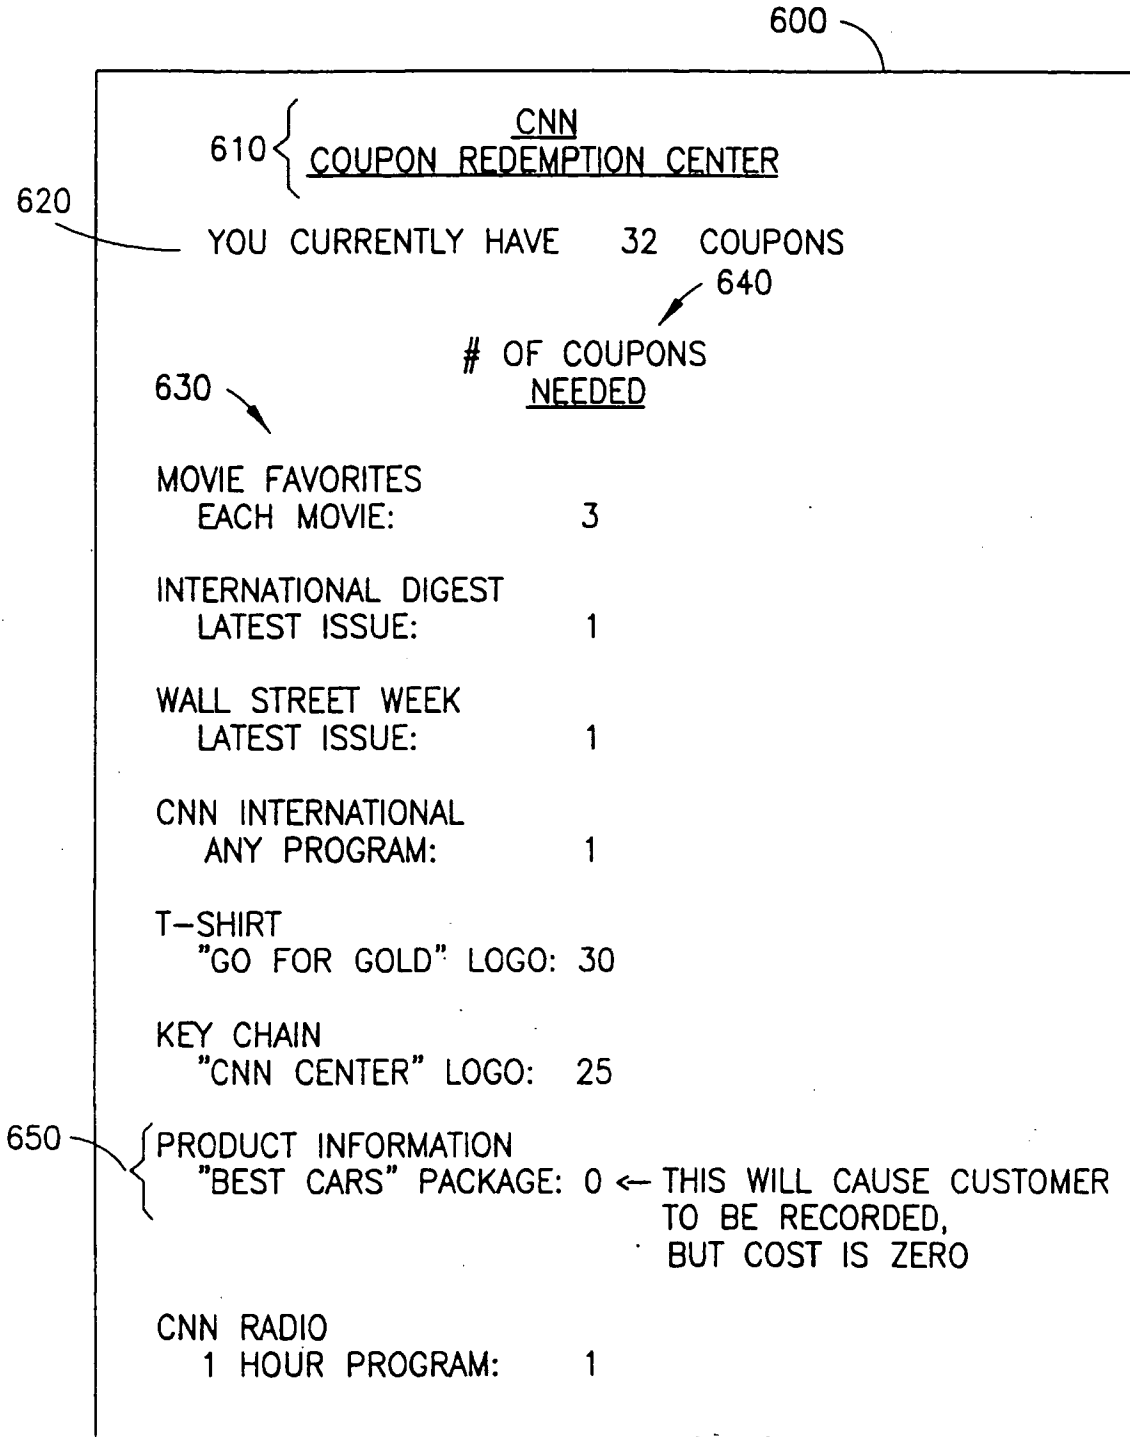 600
610 CNN
COUPON REDEMPTION CENTER
620
YOU CURRENTLY HAVE 32 COUPONS
640
# OF COUPONS
NEEDED
630
MOVIE FAVORITES
EACH MOVIE: 3
INTERNATIONAL DIGEST
LATEST ISSUE: 1
WALL STREET WEEK
LATEST ISSUE: 1
CNN INTERNATIONAL
ANY PROGRAM: 1
T-SHIRT
"GO FOR GOLD" LOGO: 30
KEY CHAIN
"CNN CENTER" LOGO: 25
650 PRODUCT INFORMATION
"BEST CARS" PACKAGE: 0 ← THIS WILL CAUSE CUSTOMER
TO BE RECORDED,
BUT COST IS ZERO
CNN RADIO
1 HOUR PROGRAM: 1